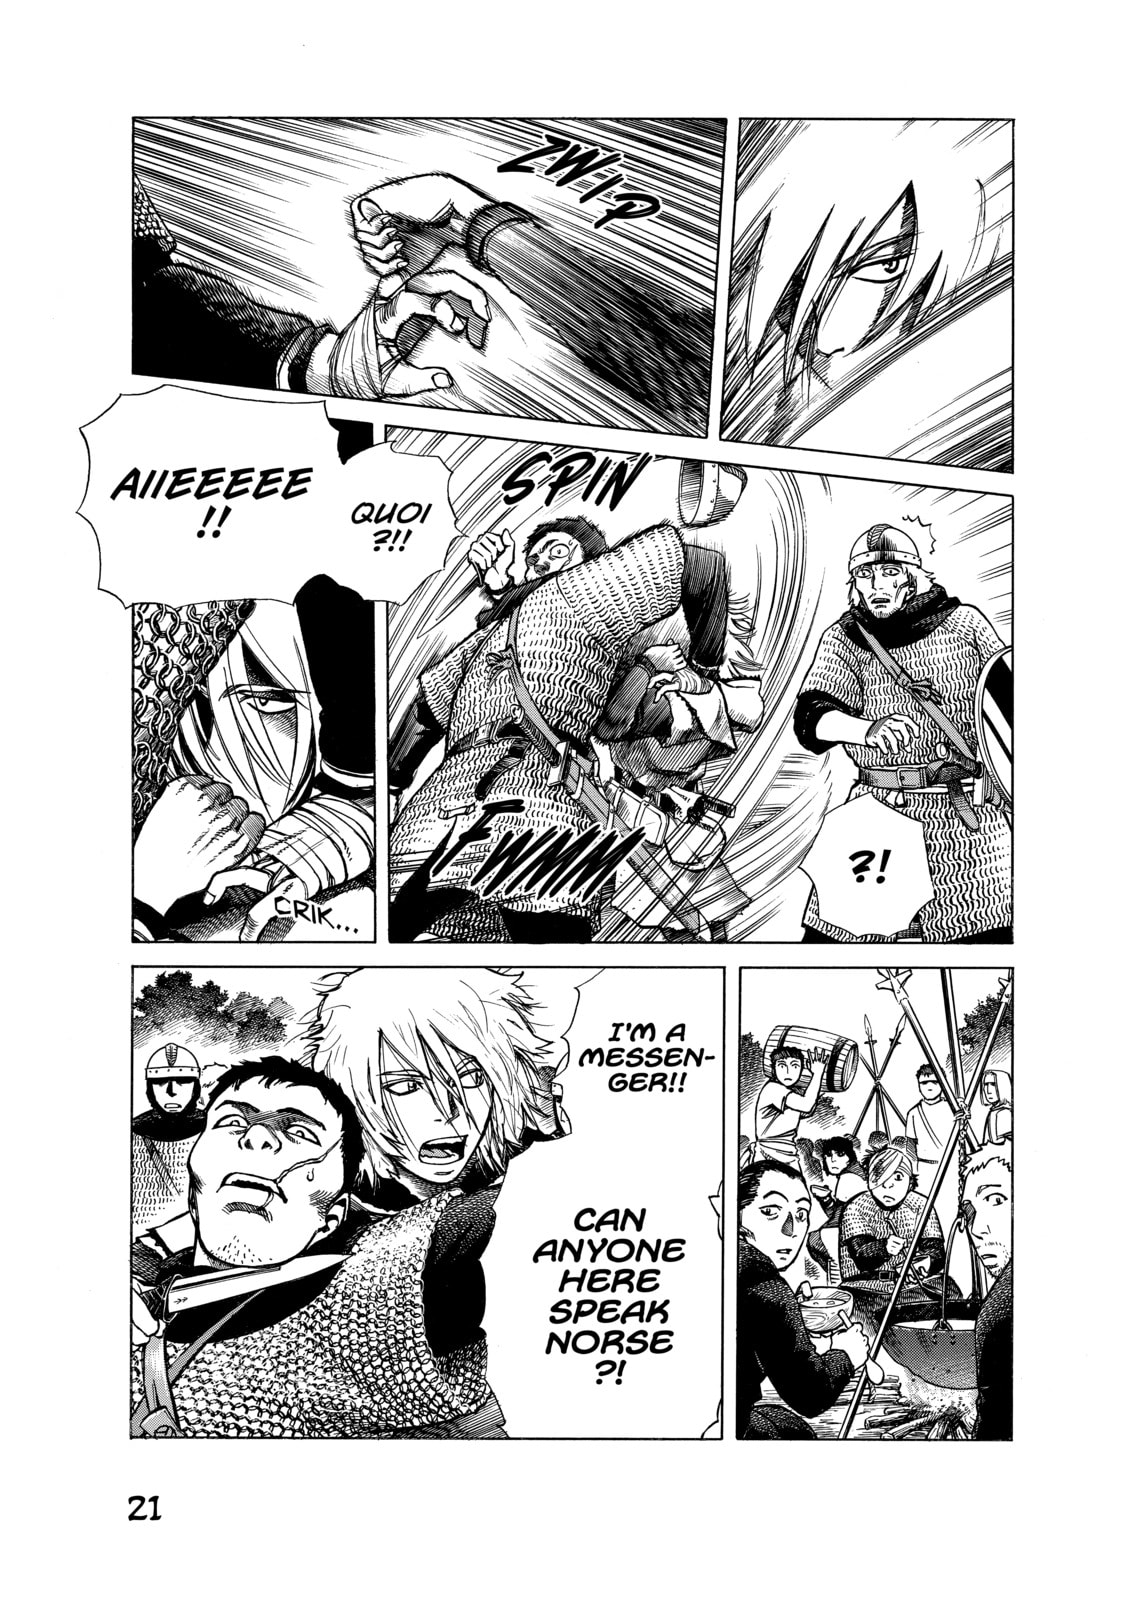 ZWIP
SPIN
FWMM
?!
AIIEEEEE
!!
QUOI
?!!
CRIK...
I'M A
MESSEN-
GER!!
CAN
ANYONE
HERE
SPEAK
NORSE
?!
21